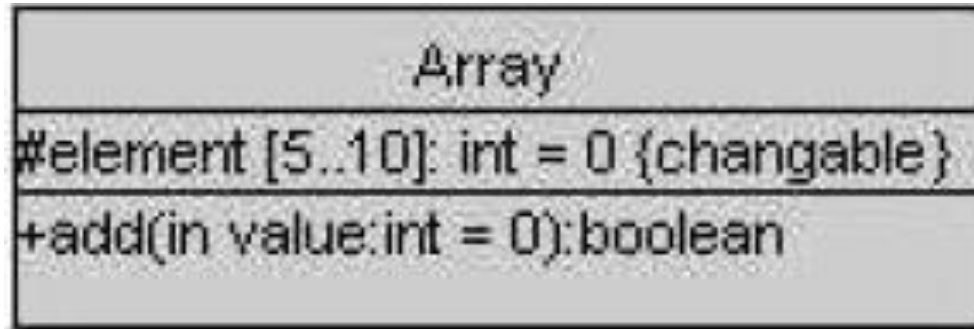 Array
#element [5..10]: int = 0 {changable}
+add(in value:int = 0):boolean